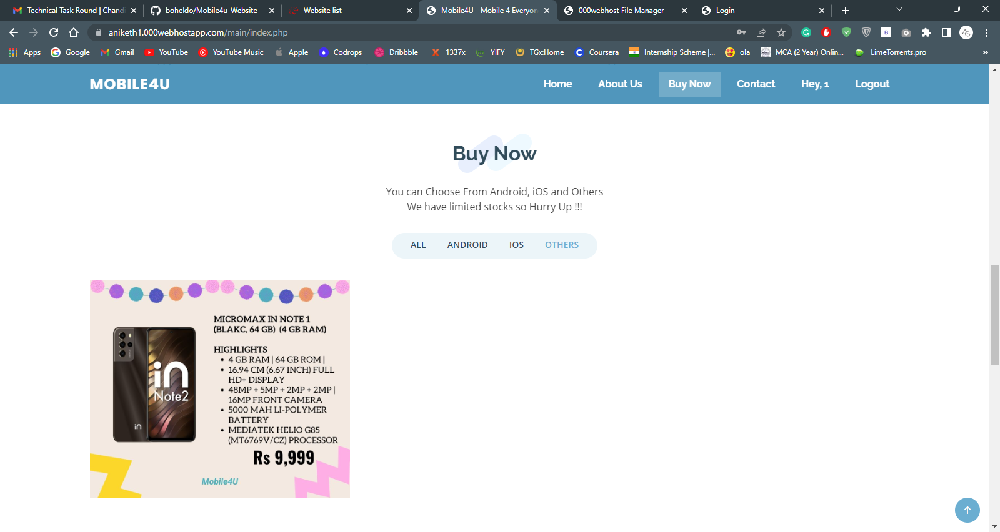 Technical Task Round | Chandi
boheldo/Mobile4u_Website
Website list
Mobile4U - Mobile 4 Everyon
000webhost File Manager
Login
aniketh1.000webhostapp.com/main/index.php
Apps
Google
Gmail
YouTube
YouTube Music
Apple
Codrops
Dribbble
1337x
YIFY
TGx:Home
Coursera
Internship Scheme |...
ola
MCA (2 Year) Onlin...
LimeTorrents.pro
»
MOBILE4U
Home
About Us
Buy Now
Contact
Hey, 1
Logout
Buy Now
You can Choose From Android, iOS and Others
We have limited stocks so Hurry Up !!!
ALL
ANDROID
IOS
OTHERS
MICROMAX IN NOTE 1
(BLAKC, 64 GB) (4 GB RAM)
HIGHLIGHTS
• 4 GB RAM | 64 GB ROM |
• 16.94 CM (6.67 INCH) FULL
HD+ DISPLAY
• 48MP + 5MP + 2MP + 2MP |
16MP FRONT CAMERA
• 5000 MAH LI-POLYMER
BATTERY
• MEDIATEK HELIO G85
(MT6769V/CZ) PROCESSOR
in
Note2
in
Rs 9,999
Mobile4U